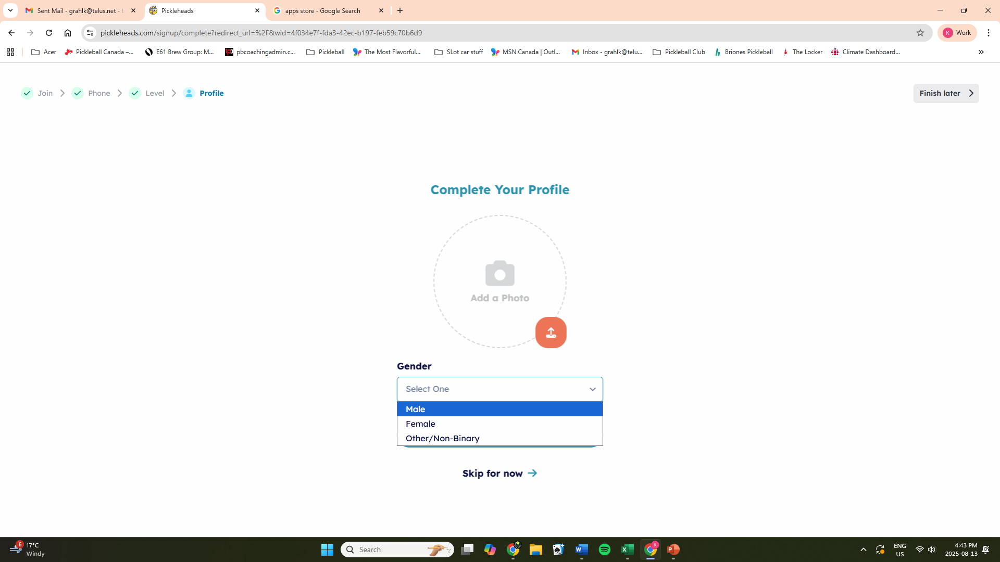 Sent Mail - grahlk@telus.net - t
Pickleheads
apps store - Google Search
pickleheads.com/signup/complete?redirect_url=%2F&wid=4f034e7f-fda3-42ec-b197-feb59c70b6d9
K Work
Acer
Pickleball Canada –...
E61 Brew Group: M...
pbcoachingadmin.c...
Pickleball
The Most Flavorful...
SLot car stuff
MSN Canada | Outl...
Inbox - grahlk@telu...
Pickleball Club
Briones Pickleball
The Locker
Climate Dashboard...
Join
Phone
Level
Profile
Finish later
Complete Your Profile
Add a Photo
Gender
Select One
Male
Female
Other/Non-Binary
Skip for now
6
17°C
Windy
Search
K
ENG
US
4:43 PM
2025-08-13